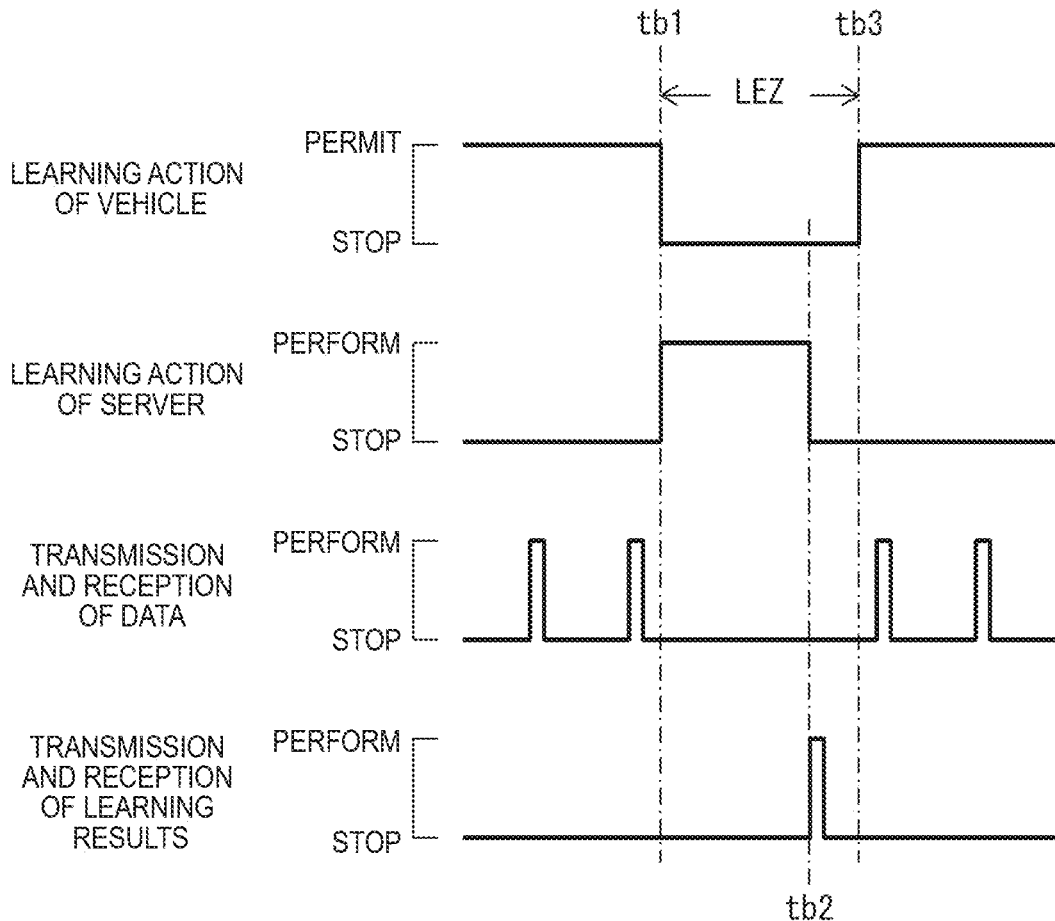 tb1
tb3
LEZ
LEARNING ACTION
OF VEHICLE
PERMIT
STOP
LEARNING ACTION
OF SERVER
PERFORM
STOP
TRANSMISSION
AND RECEPTION
OF DATA
PERFORM
STOP
TRANSMISSION
AND RECEPTION
OF LEARNING
RESULTS
PERFORM
STOP
tb2